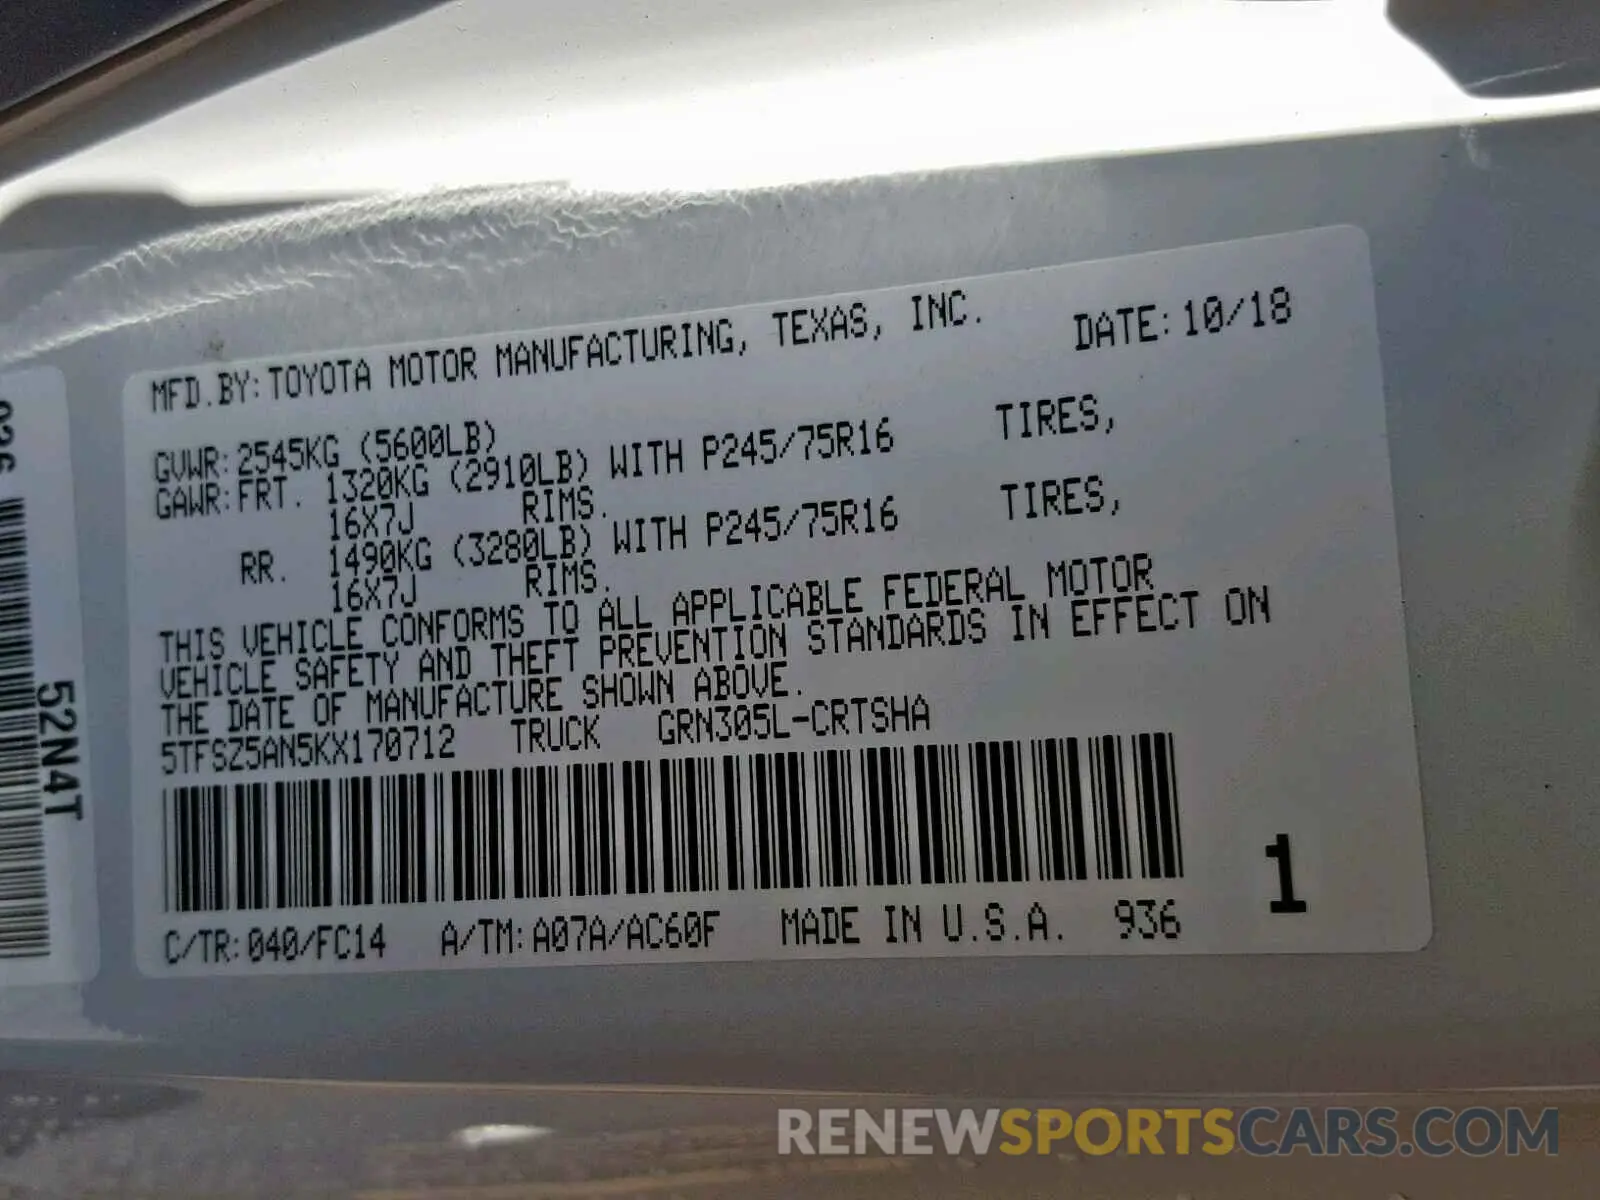 MFD.BY:TOYOTA MOTOR MANUFACTURING, TEXAS, INC. DATE:10/18
GVWR:2545KG (5600LB)
GAWR:FRT. 1320KG (2910LB) WITH P245/75R16 TIRES,
16X7J RIMS.
RR. 1490KG (3280LB) WITH P245/75R16 TIRES,
16X7J RIMS.
THIS VEHICLE CONFORMS TO ALL APPLICABLE FEDERAL MOTOR
VEHICLE SAFETY AND THEFT PREVENTION STANDARDS IN EFFECT ON
THE DATE OF MANUFACTURE SHOWN ABOVE.
5TFSZ5AN5KX170712 TRUCK GRN305L-CRTSHA
1
C/TR:040/FC14 A/TM:A07A/AC60F MADE IN U.S.A. 936
52N4T
RENEWSPORTSCARS.COM